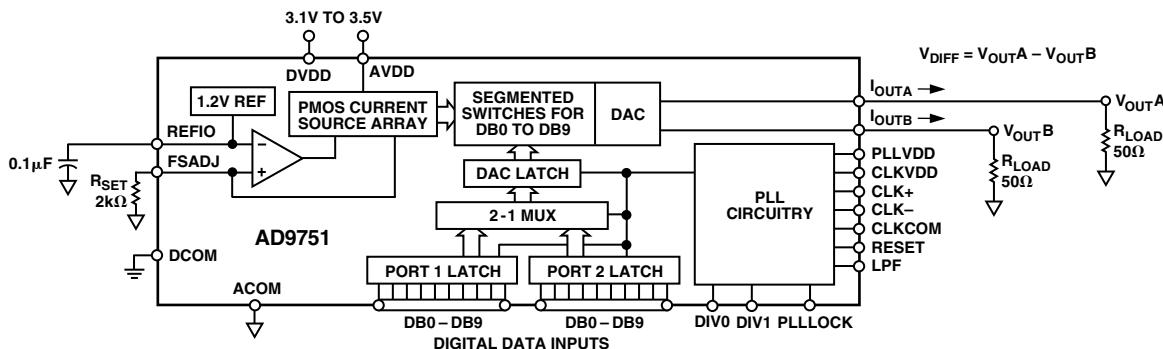 3.1V TO 3.5V
DVDD
AVDD
V_DIFF = V_OUTA – V_OUTB
1.2V REF
PMOS CURRENT
SOURCE ARRAY
SEGMENTED
SWITCHES FOR
DB0 TO DB9
DAC
I_OUTA
V_OUTA
R_LOAD
50Ω
I_OUTB
V_OUTB
R_LOAD
50Ω
REFIO
0.1µF
FSADJ
R_SET
2kΩ
–
+
DAC LATCH
2-1 MUX
PORT 1 LATCH
PORT 2 LATCH
PLL
CIRCUITRY
PLLVDD
CLKVDD
CLK+
CLK–
CLKCOM
RESET
LPF
AD9751
DCOM
ACOM
DB0 – DB9
DB0 – DB9
DIGITAL DATA INPUTS
DIV0
DIV1
PLLLOCK